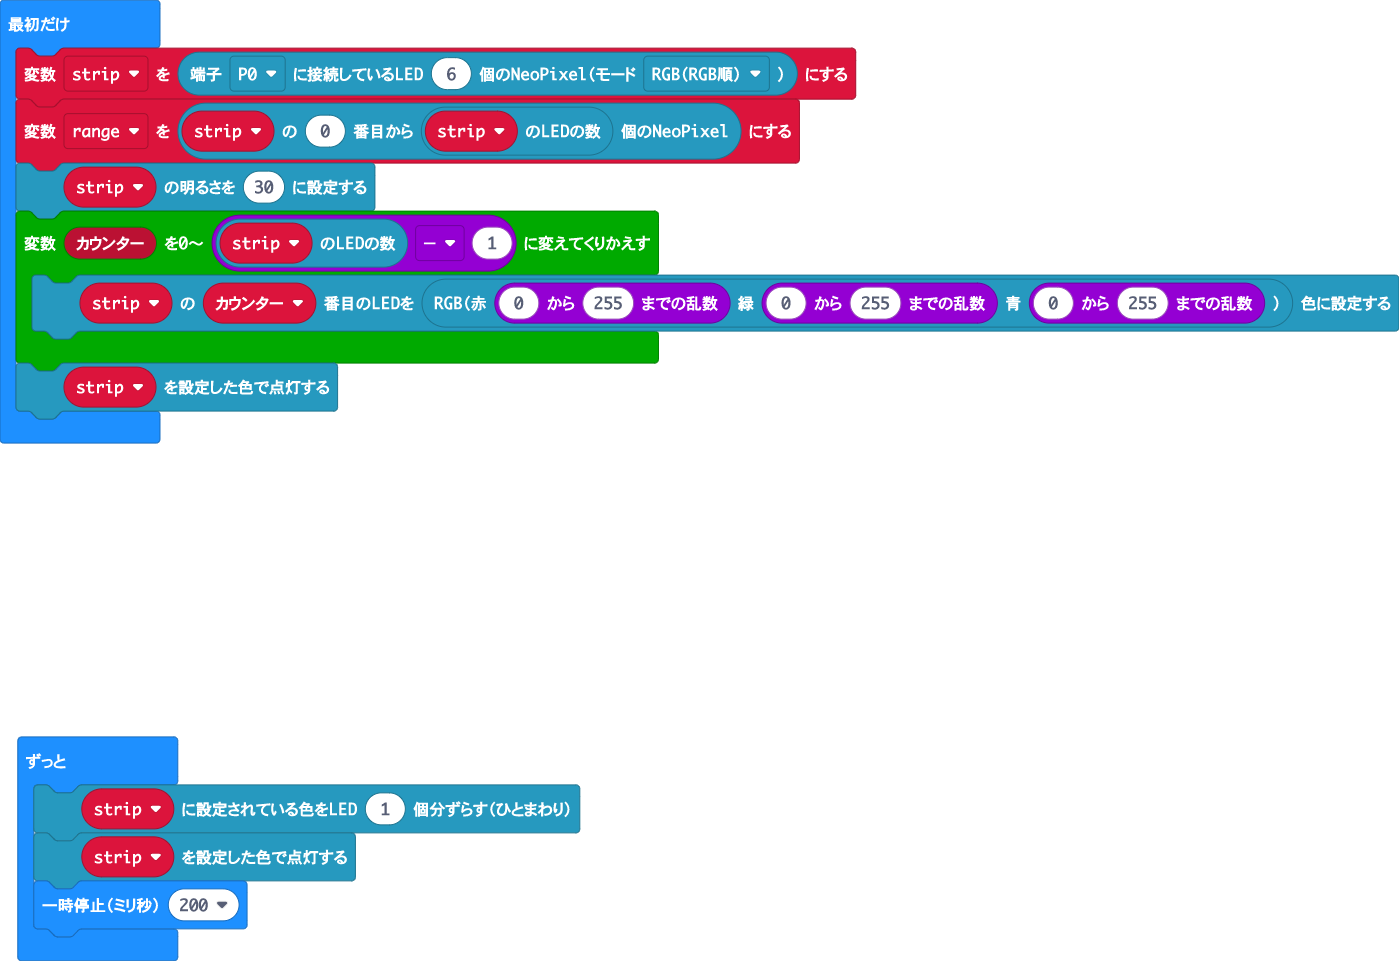 最初だけ
変数 strip を 端子 P0 に接続しているLED 6 個のNeoPixel(モード RGB(RGB順) ) にする
変数 range を strip の 0 番目から strip のLEDの数 個のNeoPixel にする
strip の明るさを 30 に設定する
変数 カウンター を0～ strip のLEDの数 － 1 に変えてくりかえす
strip の カウンター 番目のLEDを RGB(赤 0 から 255 までの乱数 緑 0 から 255 までの乱数 青 0 から 255 までの乱数 ) 色に設定する
strip を設定した色で点灯する
ずっと
strip に設定されている色をLED 1 個分ずらす(ひとまわり)
strip を設定した色で点灯する
一時停止(ミリ秒) 200